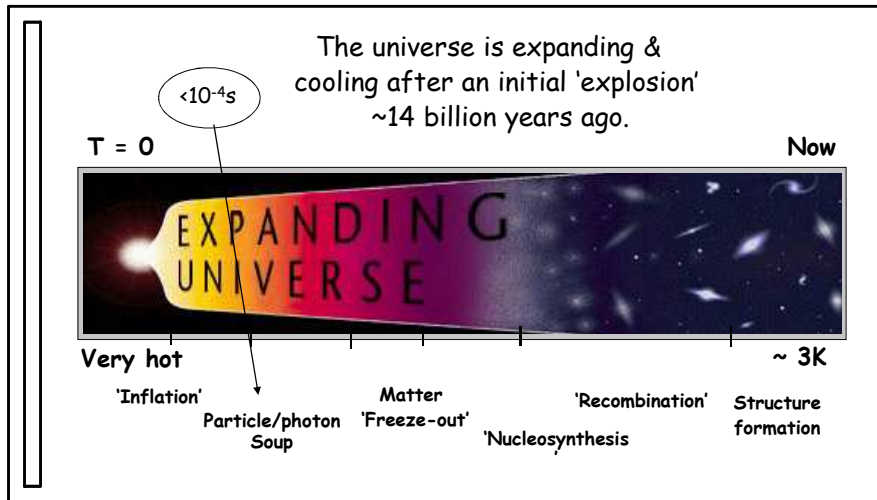 The universe is expanding &
cooling after an initial ‘explosion’
~14 billion years ago.
<10⁻⁴s
T = 0
Now
EXPANDING
UNIVERSE
Very hot
~ 3K
‘Inflation’
Particle/photon
Soup
Matter
‘Freeze-out’
‘Nucleosynthesis
’
‘Recombination’
Structure
formation